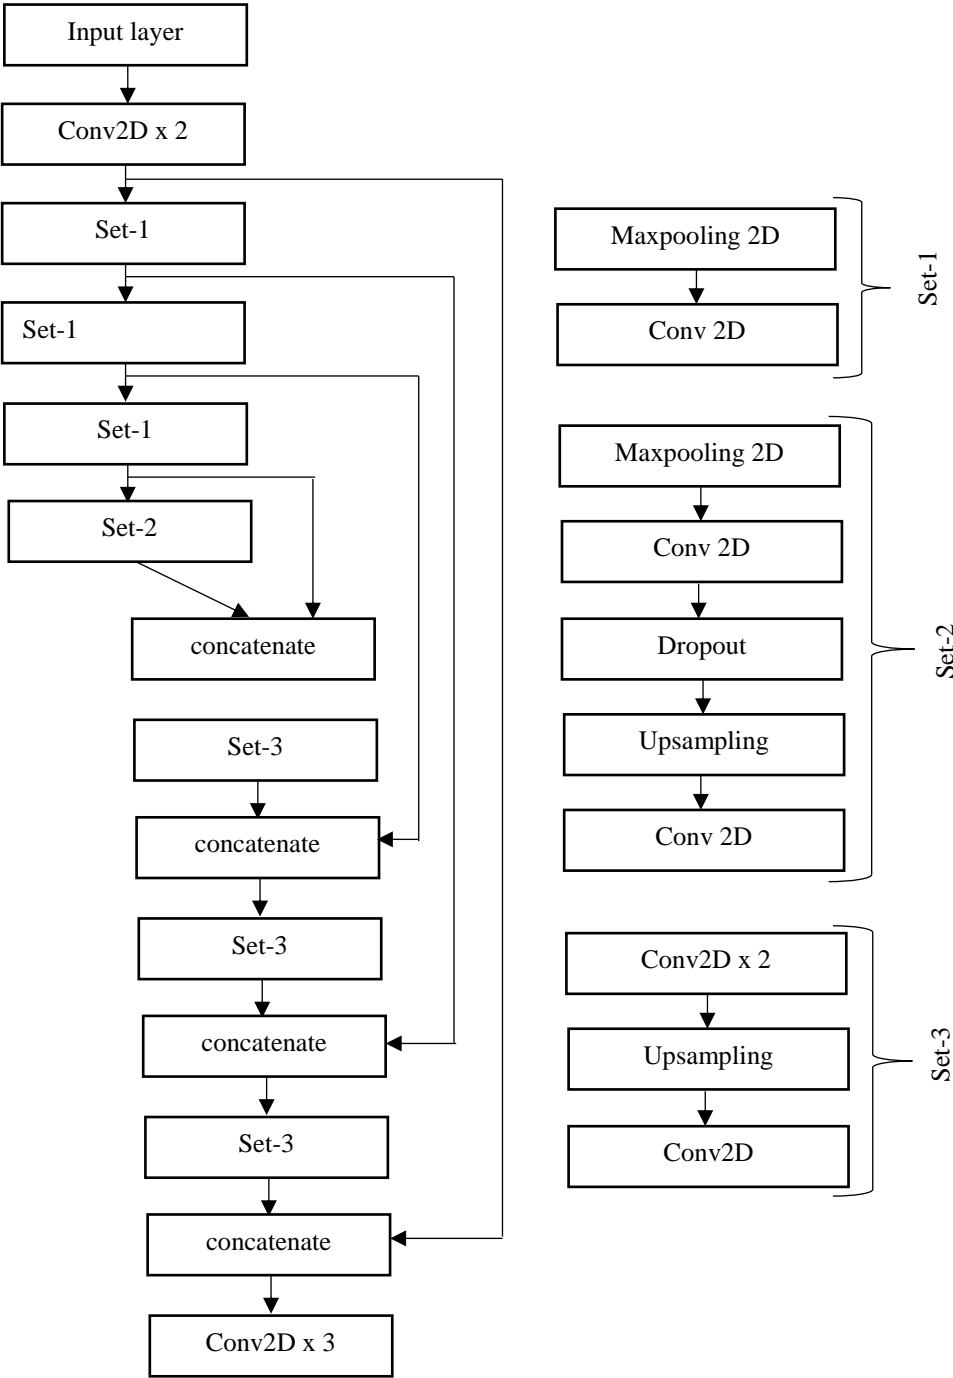 Input layer
Conv2D x 2
Set-1
Set-1
Set-1
Set-2
concatenate
Set-3
concatenate
Set-3
concatenate
Set-3
concatenate
Conv2D x 3
Maxpooling 2D
Conv 2D
Set-1
Maxpooling 2D
Conv 2D
Dropout
Upsampling
Conv 2D
Set-2
Conv2D x 2
Upsampling
Conv2D
Set-3